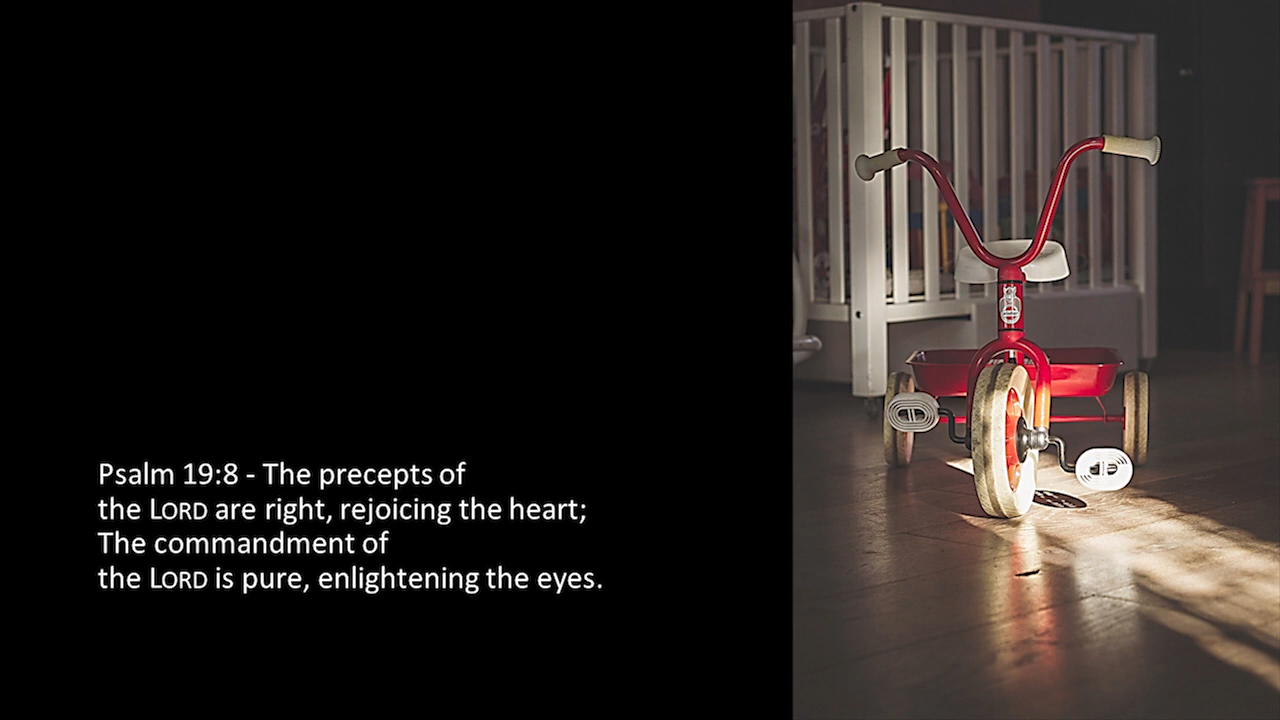 Psalm 19:8 - The precepts of
the LORD are right, rejoicing the heart;
The commandment of
the LORD is pure, enlightening the eyes.